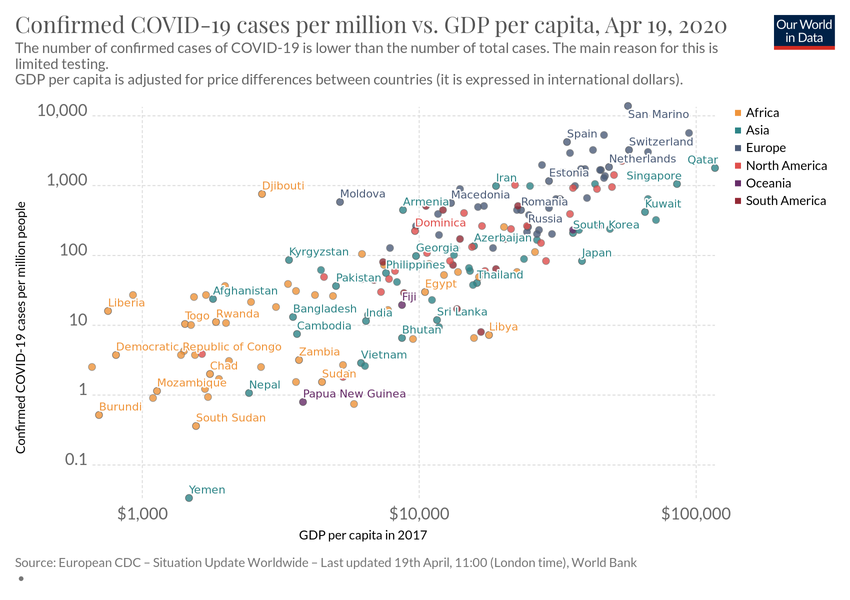 Confirmed COVID-19 cases per million vs. GDP per capita, Apr 19, 2020
Our World
in Data
The number of confirmed cases of COVID-19 is lower than the number of total cases. The main reason for this is
limited testing.
GDP per capita is adjusted for price differences between countries (it is expressed in international dollars).
10,000
1,000
100
10
1
0.1
Confirmed COVID-19 cases per million people
San Marino
Spain
Switzerland
Netherlands
Qatar
Estonia
Singapore
Iran
Djibouti
Moldova
Macedonia
Armenia
Romania
Kuwait
Russia
South Korea
Dominica
Azerbaijan
Georgia
Kyrgyzstan
Japan
Philippines
Thailand
Pakistan
Egypt
Afghanistan
Fiji
Liberia
Bangladesh
India
Sri Lanka
Togo
Rwanda
Cambodia
Bhutan
Libya
Democratic Republic of Congo
Zambia
Vietnam
Chad
Sudan
Mozambique
Nepal
Papua New Guinea
Burundi
South Sudan
Yemen
Africa
Asia
Europe
North America
Oceania
South America
$1,000
$10,000
$100,000
GDP per capita in 2017
Source: European CDC – Situation Update Worldwide – Last updated 19th April, 11:00 (London time), World Bank
•